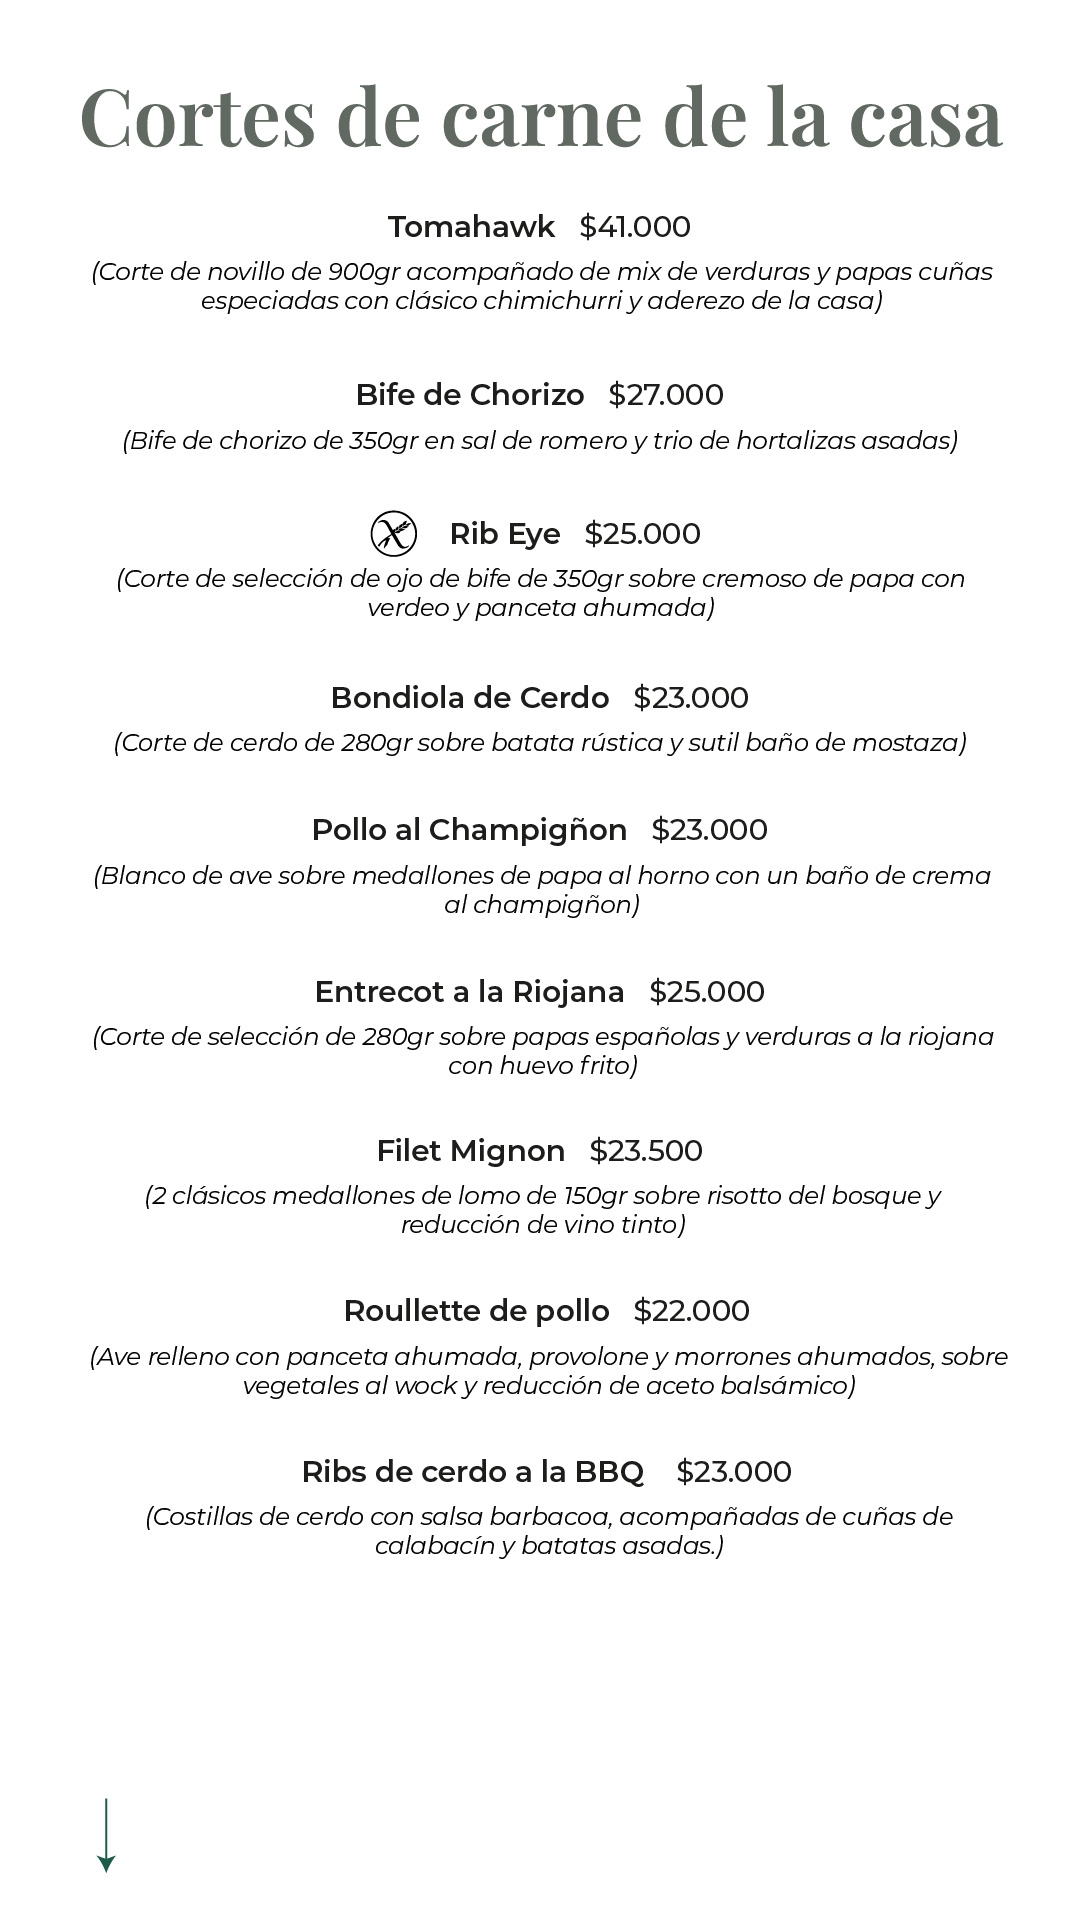 Cortes de carne de la casa
Tomahawk $41.000
(Corte de novillo de 900gr acompañado de mix de verduras y papas cuñas
especiadas con clásico chimichurri y aderezo de la casa)
Bife de Chorizo $27.000
(Bife de chorizo de 350gr en sal de romero y trio de hortalizas asadas)
Rib Eye $25.000
(Corte de selección de ojo de bife de 350gr sobre cremoso de papa con
verdeo y panceta ahumada)
Bondiola de Cerdo $23.000
(Corte de cerdo de 280gr sobre batata rústica y sutil baño de mostaza)
Pollo al Champigñon $23.000
(Blanco de ave sobre medallones de papa al horno con un baño de crema
al champigñon)
Entrecot a la Riojana $25.000
(Corte de selección de 280gr sobre papas españolas y verduras a la riojana
con huevo frito)
Filet Mignon $23.500
(2 clásicos medallones de lomo de 150gr sobre risotto del bosque y
reducción de vino tinto)
Roullette de pollo $22.000
(Ave relleno con panceta ahumada, provolone y morrones ahumados, sobre
vegetales al wock y reducción de aceto balsámico)
Ribs de cerdo a la BBQ $23.000
(Costillas de cerdo con salsa barbacoa, acompañadas de cuñas de
calabacín y batatas asadas.)